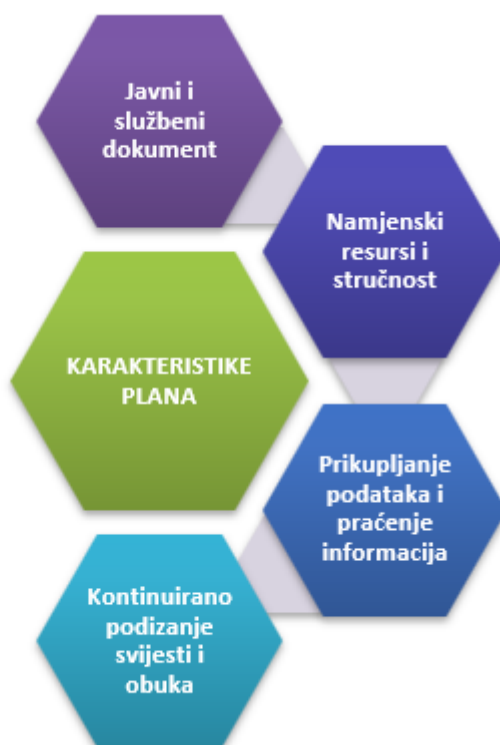 Javni i
službeni
dokument
Namjenski
resursi i
stručnost
KARAKTERISTIKE
PLANA
Prikupljanje
podataka i
praćenje
informacija
Kontinuirano
podizanje
svijesti i
obuka